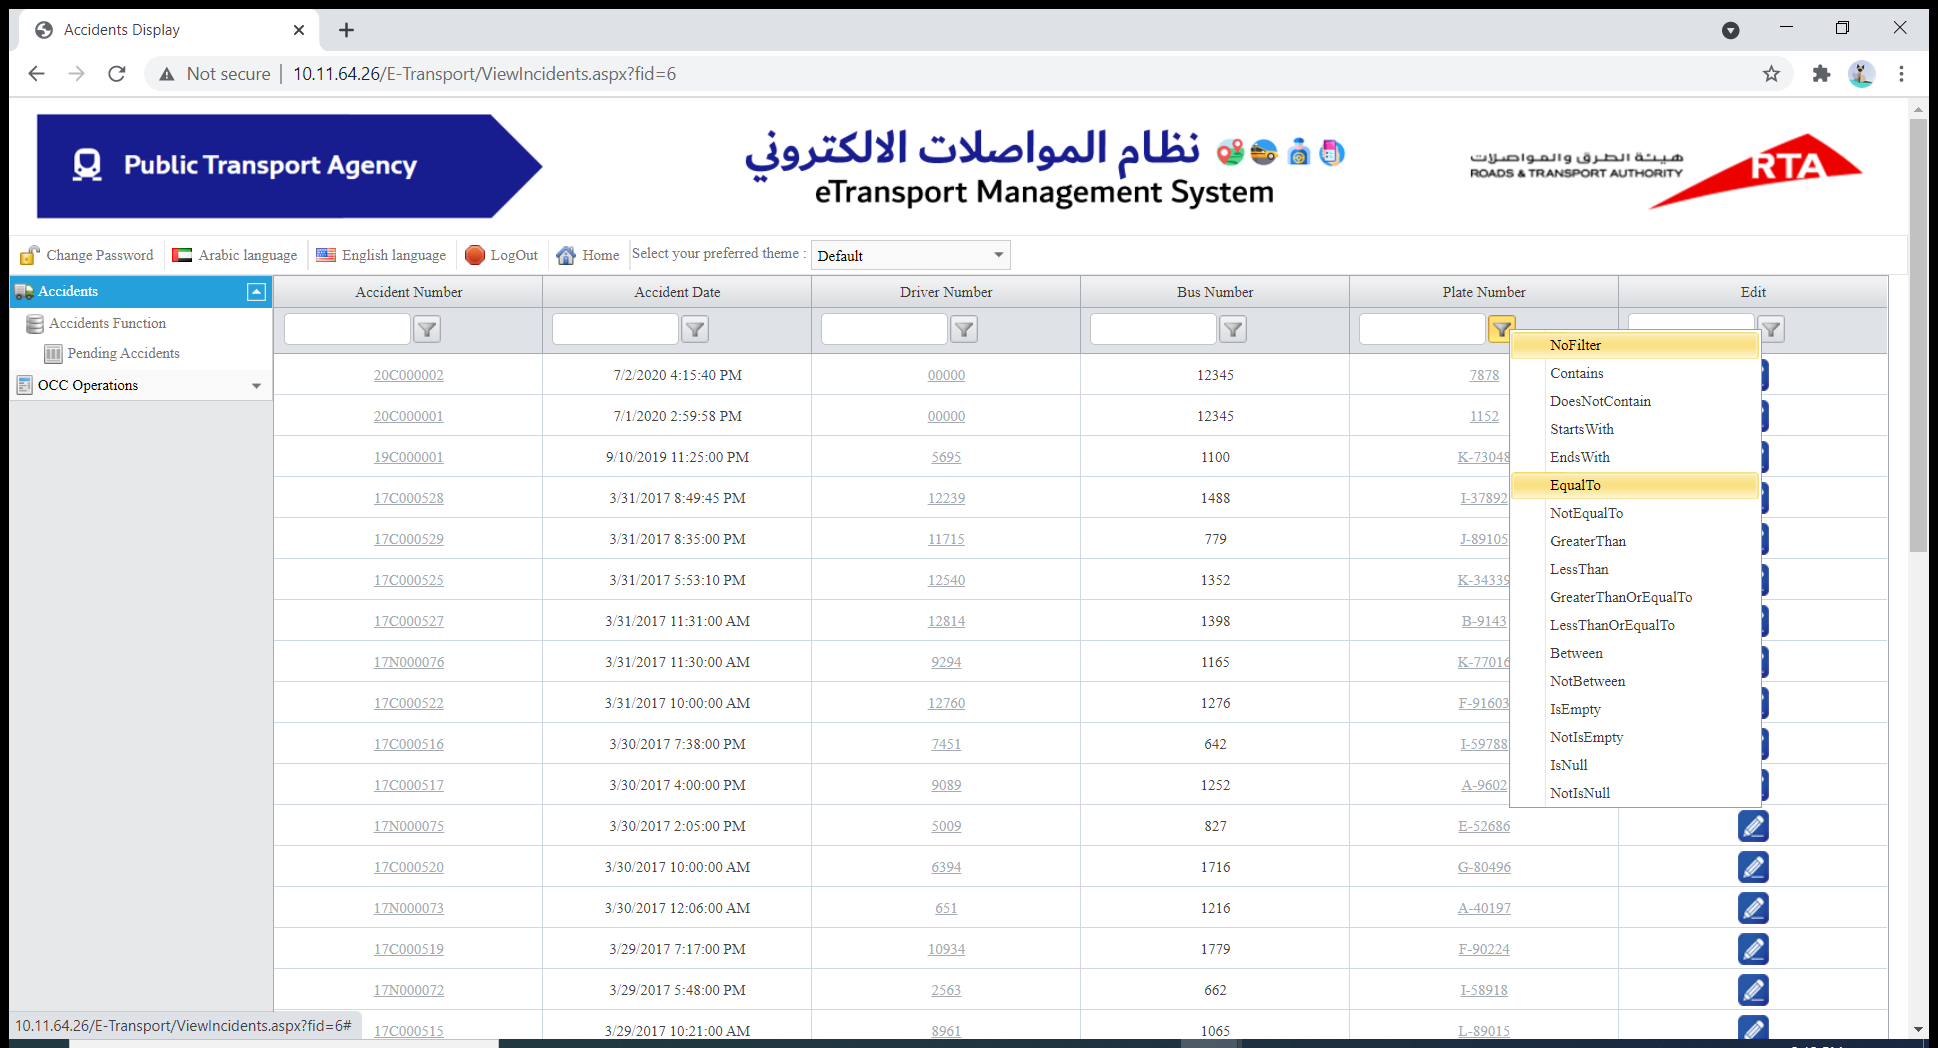 Accidents Display
Not secure | 10.11.64.26/E-Transport/ViewIncidents.aspx?fid=6
Public Transport Agency
نظام المواصلات الالكتروني
eTransport Management System
هيئة الطرق والمواصلات
ROADS & TRANSPORT AUTHORITY
RTA
Change Password Arabic language English language LogOut Home Select your preferred theme : Default
Accidents
Accidents Function
Pending Accidents
OCC Operations
Accident Number Accident Date Driver Number Bus Number Plate Number Edit
20C000002 7/2/2020 4:15:40 PM 00000 12345 7878
20C000001 7/1/2020 2:59:58 PM 00000 12345 1152
19C000001 9/10/2019 11:25:00 PM 5695 1100 K-73048
17C000528 3/31/2017 8:49:45 PM 12239 1488 I-37892
17C000529 3/31/2017 8:35:00 PM 11715 779 J-89105
17C000525 3/31/2017 5:53:10 PM 12540 1352 K-34339
17C000527 3/31/2017 11:31:00 AM 12814 1398 B-9143
17N000076 3/31/2017 11:30:00 AM 9294 1165 K-77016
17C000522 3/31/2017 10:00:00 AM 12760 1276 F-91603
17C000516 3/30/2017 7:38:00 PM 7451 642 I-59788
17C000517 3/30/2017 4:00:00 PM 9089 1252 A-9602
17N000075 3/30/2017 2:05:00 PM 5009 827 E-52686
17C000520 3/30/2017 10:00:00 AM 6394 1716 G-80496
17N000073 3/30/2017 12:06:00 AM 651 1216 A-40197
17C000519 3/29/2017 7:17:00 PM 10934 1779 F-90224
17N000072 3/29/2017 5:48:00 PM 2563 662 I-58918
17C000515 3/29/2017 10:21:00 AM 8961 1065 L-89015
NoFilter
Contains
DoesNotContain
StartsWith
EndsWith
EqualTo
NotEqualTo
GreaterThan
LessThan
GreaterThanOrEqualTo
LessThanOrEqualTo
Between
NotBetween
IsEmpty
NotIsEmpty
IsNull
NotIsNull
10.11.64.26/E-Transport/ViewIncidents.aspx?fid=6#